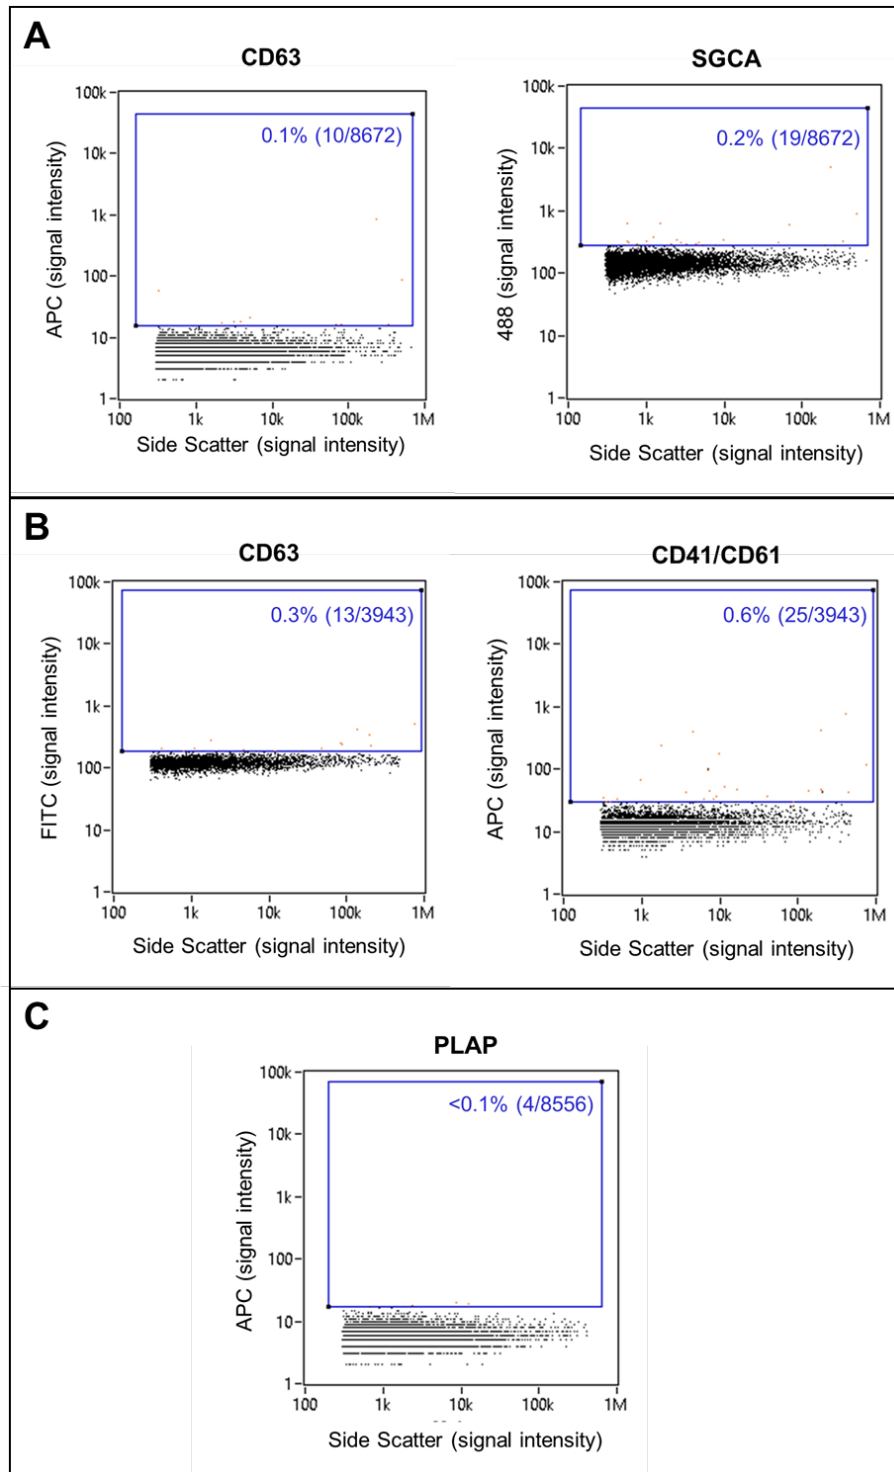 A
CD63
SGCA
100k
10k
1k
100
10
1
0.1% (10/8672)
APC (signal intensity)
100 1k 10k 100k 1M
Side Scatter (signal intensity)
100k
10k
1k
100
10
1
0.2% (19/8672)
488 (signal intensity)
100 1k 10k 100k 1M
Side Scatter (signal intensity)
B
CD63
CD41/CD61
100k
10k
1k
100
10
1
0.3% (13/3943)
FITC (signal intensity)
100 1k 10k 100k 1M
Side Scatter (signal intensity)
100k
10k
1k
100
10
1
0.6% (25/3943)
APC (signal intensity)
100 1k 10k 100k 1M
Side Scatter (signal intensity)
C
PLAP
100k
10k
1k
100
10
1
<0.1% (4/8556)
APC (signal intensity)
100 1k 10k 100k 1M
Side Scatter (signal intensity)